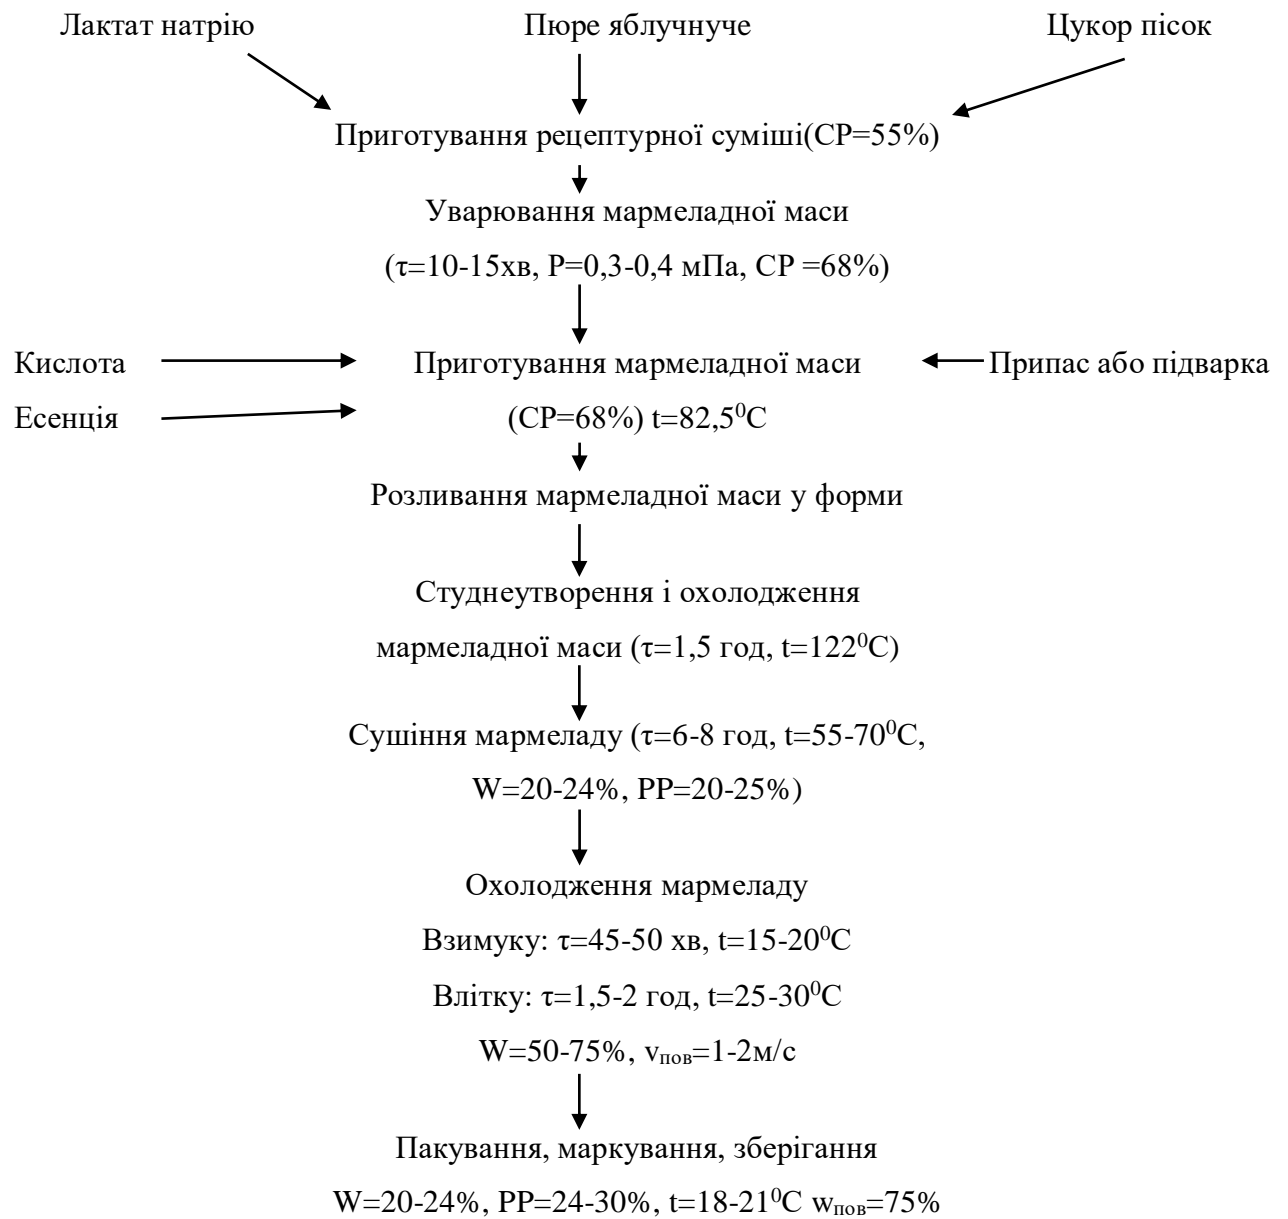 Лактат натрію Пюре яблучнуче Цукор пісок
Приготування рецептурної суміші(СР=55%)
Уварювання мармеладної маси
(τ=10-15хв, Р=0,3-0,4 мПа, СР =68%)
Кислота Приготування мармеладної маси Припас або підварка
Есенція (СР=68%) t=82,5⁰С
Розливання мармеладної маси у форми
Студнеутворення і охолодження
мармеладної маси (τ=1,5 год, t=122⁰С)
Сушіння мармеладу (τ=6-8 год, t=55-70⁰С,
W=20-24%, РР=20-25%)
Охолодження мармеладу
Взимуку: τ=45-50 хв, t=15-20⁰С
Влітку: τ=1,5-2 год, t=25-30⁰С
W=50-75%, vпов=1-2м/с
Пакування, маркування, зберігання
W=20-24%, РР=24-30%, t=18-21⁰С wпов=75%